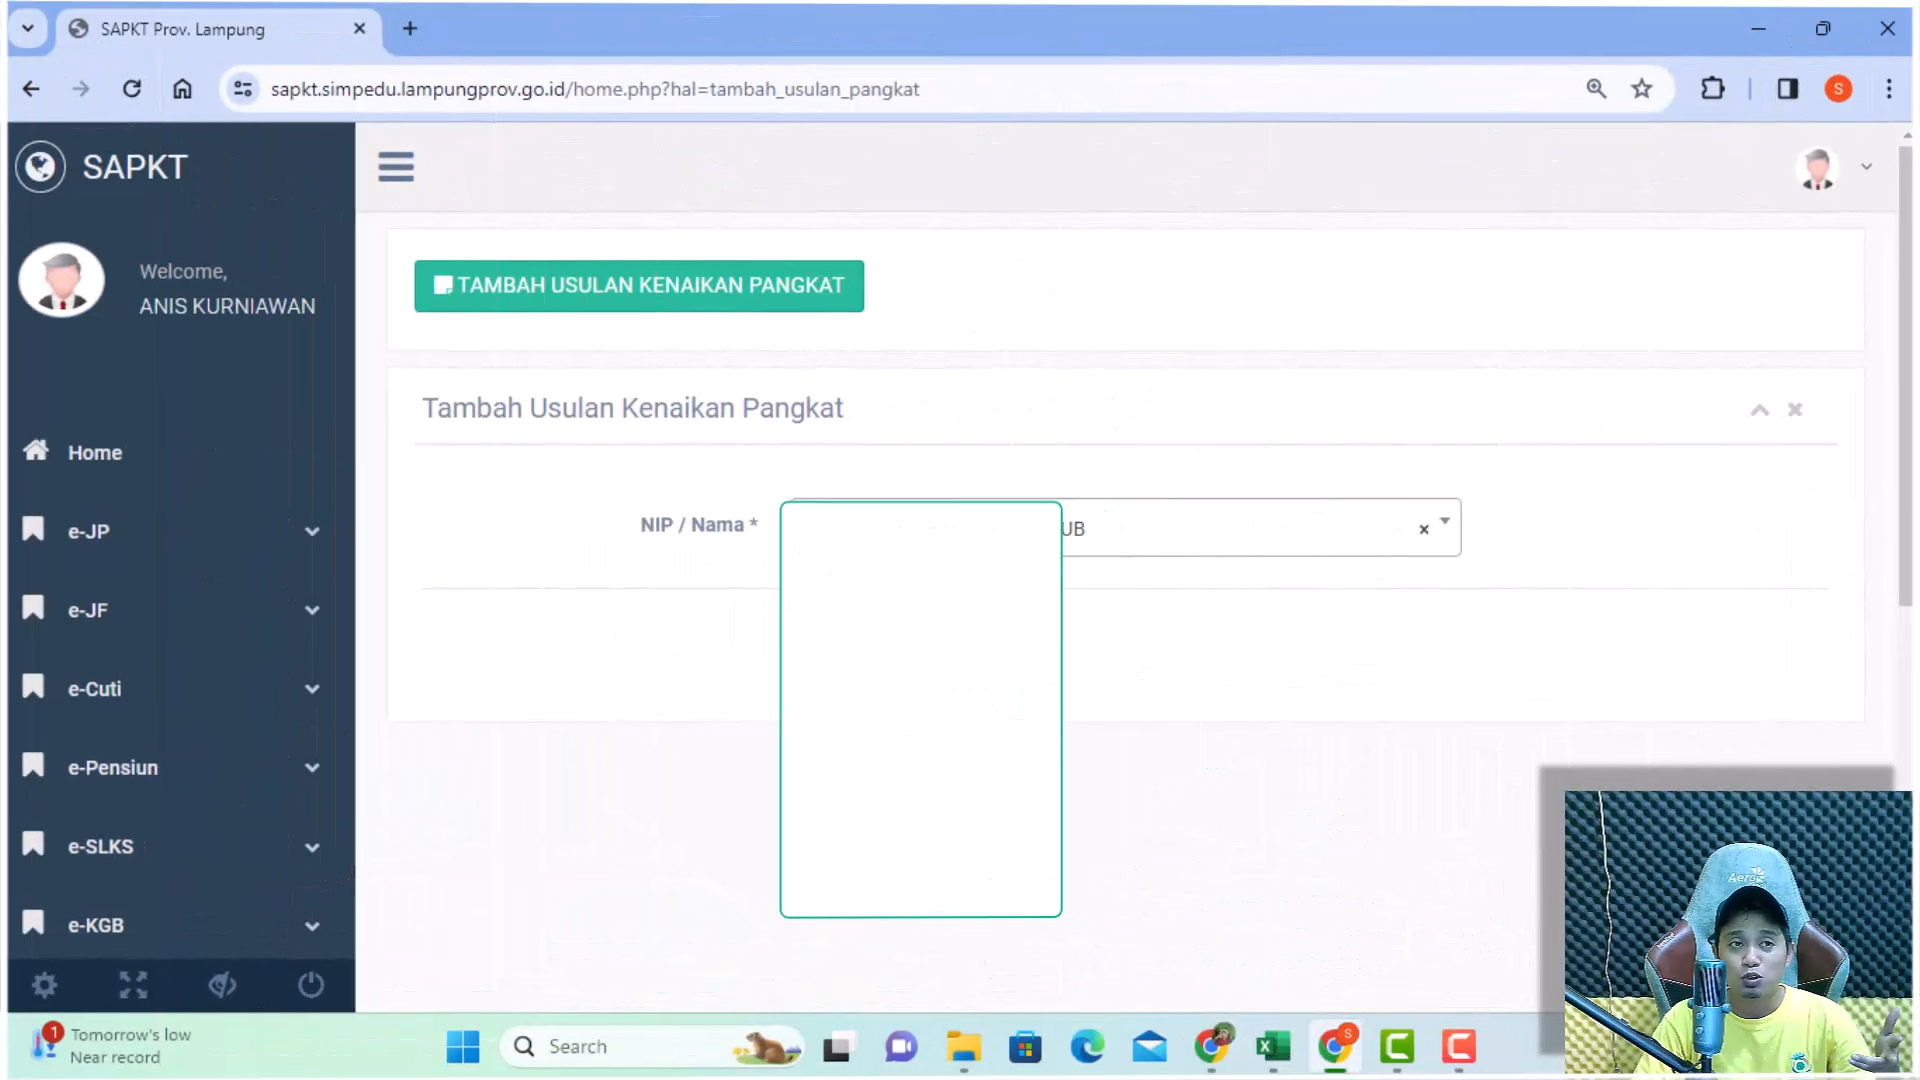 SAPKT Prov. Lampung
sapkt.simpedu.lampungprov.go.id/home.php?hal=tambah_usulan_pangkat
S
SAPKT
Welcome,
ANIS KURNIAWAN
Home
e-JP
e-JF
e-Cuti
e-Pensiun
e-SLKS
e-KGB
TAMBAH USULAN KENAIKAN PANGKAT
Tambah Usulan Kenaikan Pangkat
NIP / Nama *
UB
Aeroc
1
Tomorrow's low
Near record
Search
S